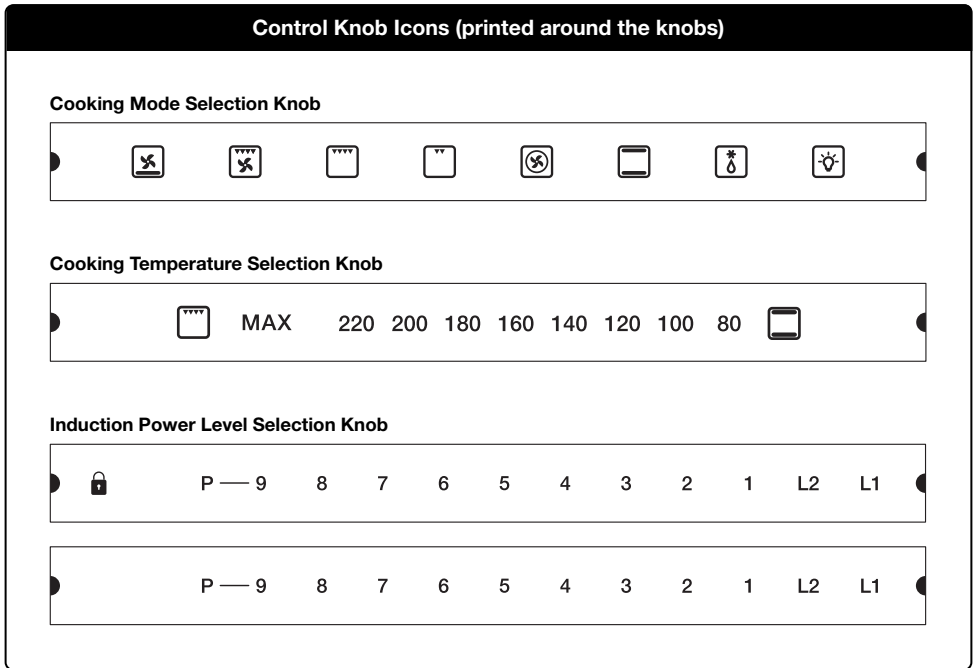 Control Knob Icons (printed around the knobs)
Cooking Mode Selection Knob
Cooking Temperature Selection Knob
MAX 220 200 180 160 140 120 100 80
Induction Power Level Selection Knob
P — 9 8 7 6 5 4 3 2 1 L2 L1
P — 9 8 7 6 5 4 3 2 1 L2 L1